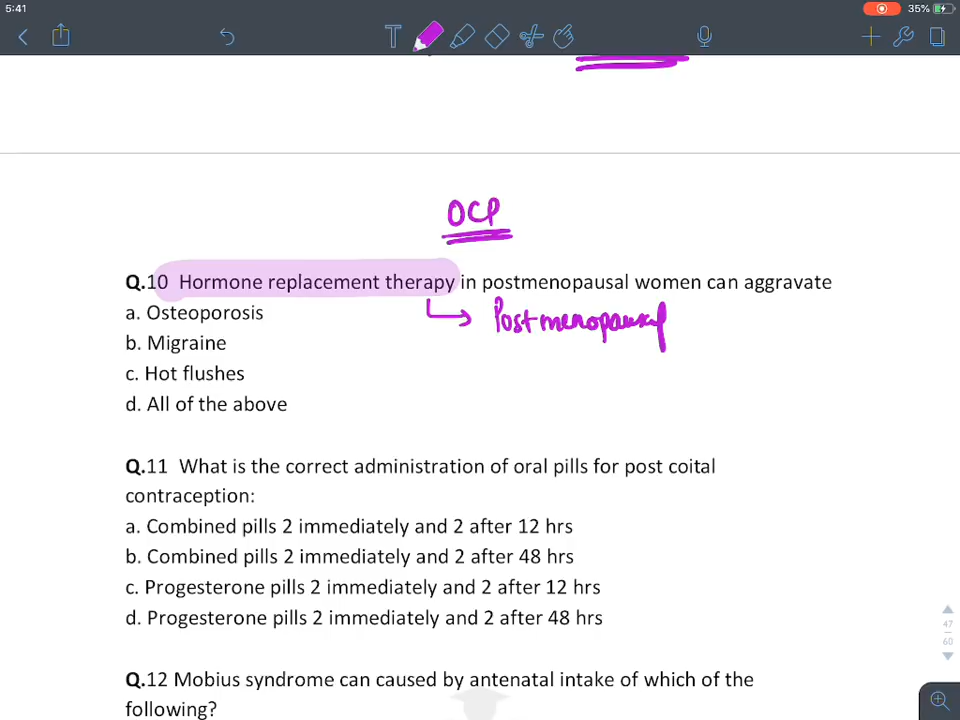 5:41
35%
T
OCP
Q.10 Hormone replacement therapy in postmenopausal women can aggravate
a. Osteoporosis
Postmenopausal
b. Migraine
c. Hot flushes
d. All of the above
Q.11 What is the correct administration of oral pills for post coital
contraception:
a. Combined pills 2 immediately and 2 after 12 hrs
b. Combined pills 2 immediately and 2 after 48 hrs
c. Progesterone pills 2 immediately and 2 after 12 hrs
d. Progesterone pills 2 immediately and 2 after 48 hrs
47
60
Q.12 Mobius syndrome can caused by antenatal intake of which of the
following?